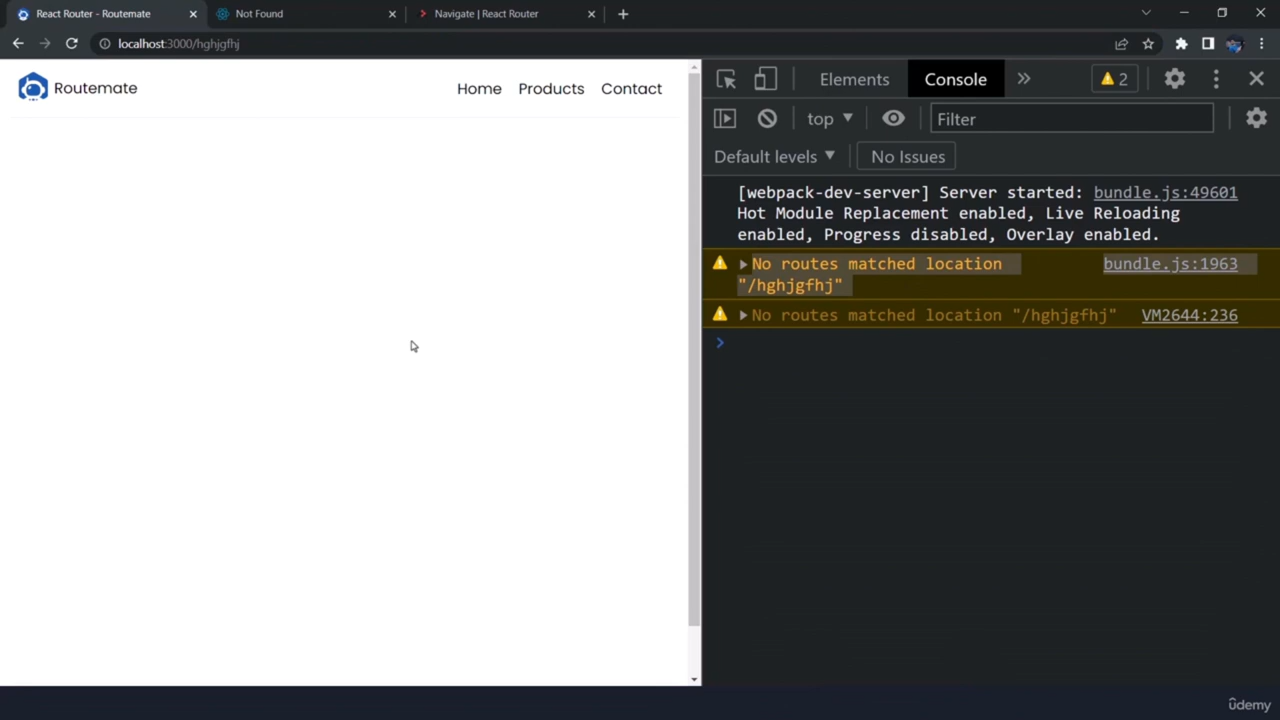 React Router - Routemate
Not Found
Navigate | React Router
localhost:3000/hghjgfhj
Routemate
Home
Products
Contact
Elements
Console
2
top
Filter
Default levels
No Issues
[webpack-dev-server] Server started: bundle.js:49601
Hot Module Replacement enabled, Live Reloading
enabled, Progress disabled, Overlay enabled.
No routes matched location bundle.js:1963
"/hghjgfhj"
No routes matched location "/hghjgfhj" VM2644:236
ûdemy